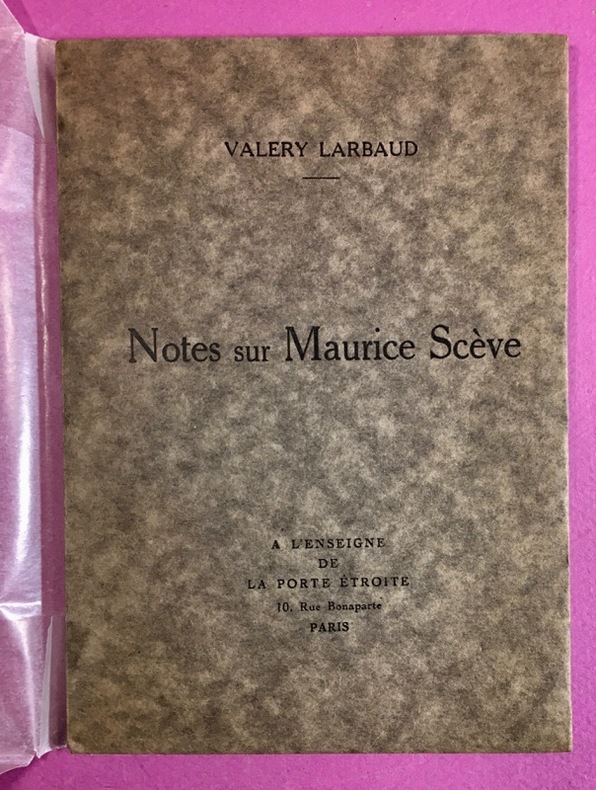 VALERY LARBAUD
Notes sur Maurice Scève
A L'ENSEIGNE
DE
LA PORTE ÉTROITE
10, Rue Bonaparte
PARIS